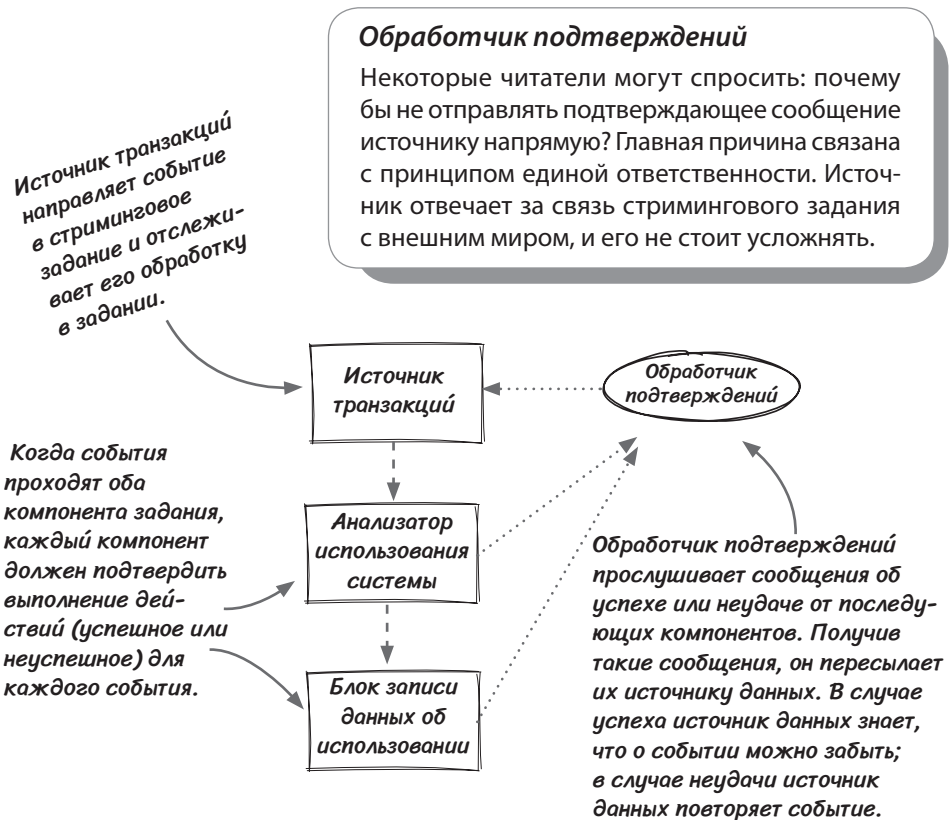 Обработчик подтверждений
Некоторые читатели могут спросить: почему
бы не отправлять подтверждающее сообщение
источнику напрямую? Главная причина связана
с принципом единой ответственности. Источ-
ник отвечает за связь стримингового задания
с внешним миром, и его не стоит усложнять.
Источник транзакций
направляет событие
в стриминговое
задание и отслежи-
вает его обработку
в задании.
Источник
транзакций
Обработчик
подтверждений
Когда события
проходят оба
компонента задания,
каждый компонент
должен подтвердить
выполнение дей-
ствий (успешное или
неуспешное) для
каждого события.
Анализатор
использования
системы
Блок записи
данных об
использовании
Обработчик подтверждений
прослушивает сообщения об
успехе или неудаче от последу-
ющих компонентов. Получив
такие сообщения, он пересылает
их источнику данных. В случае
успеха источник данных знает,
что о событии можно забыть;
в случае неудачи источник
данных повторяет событие.